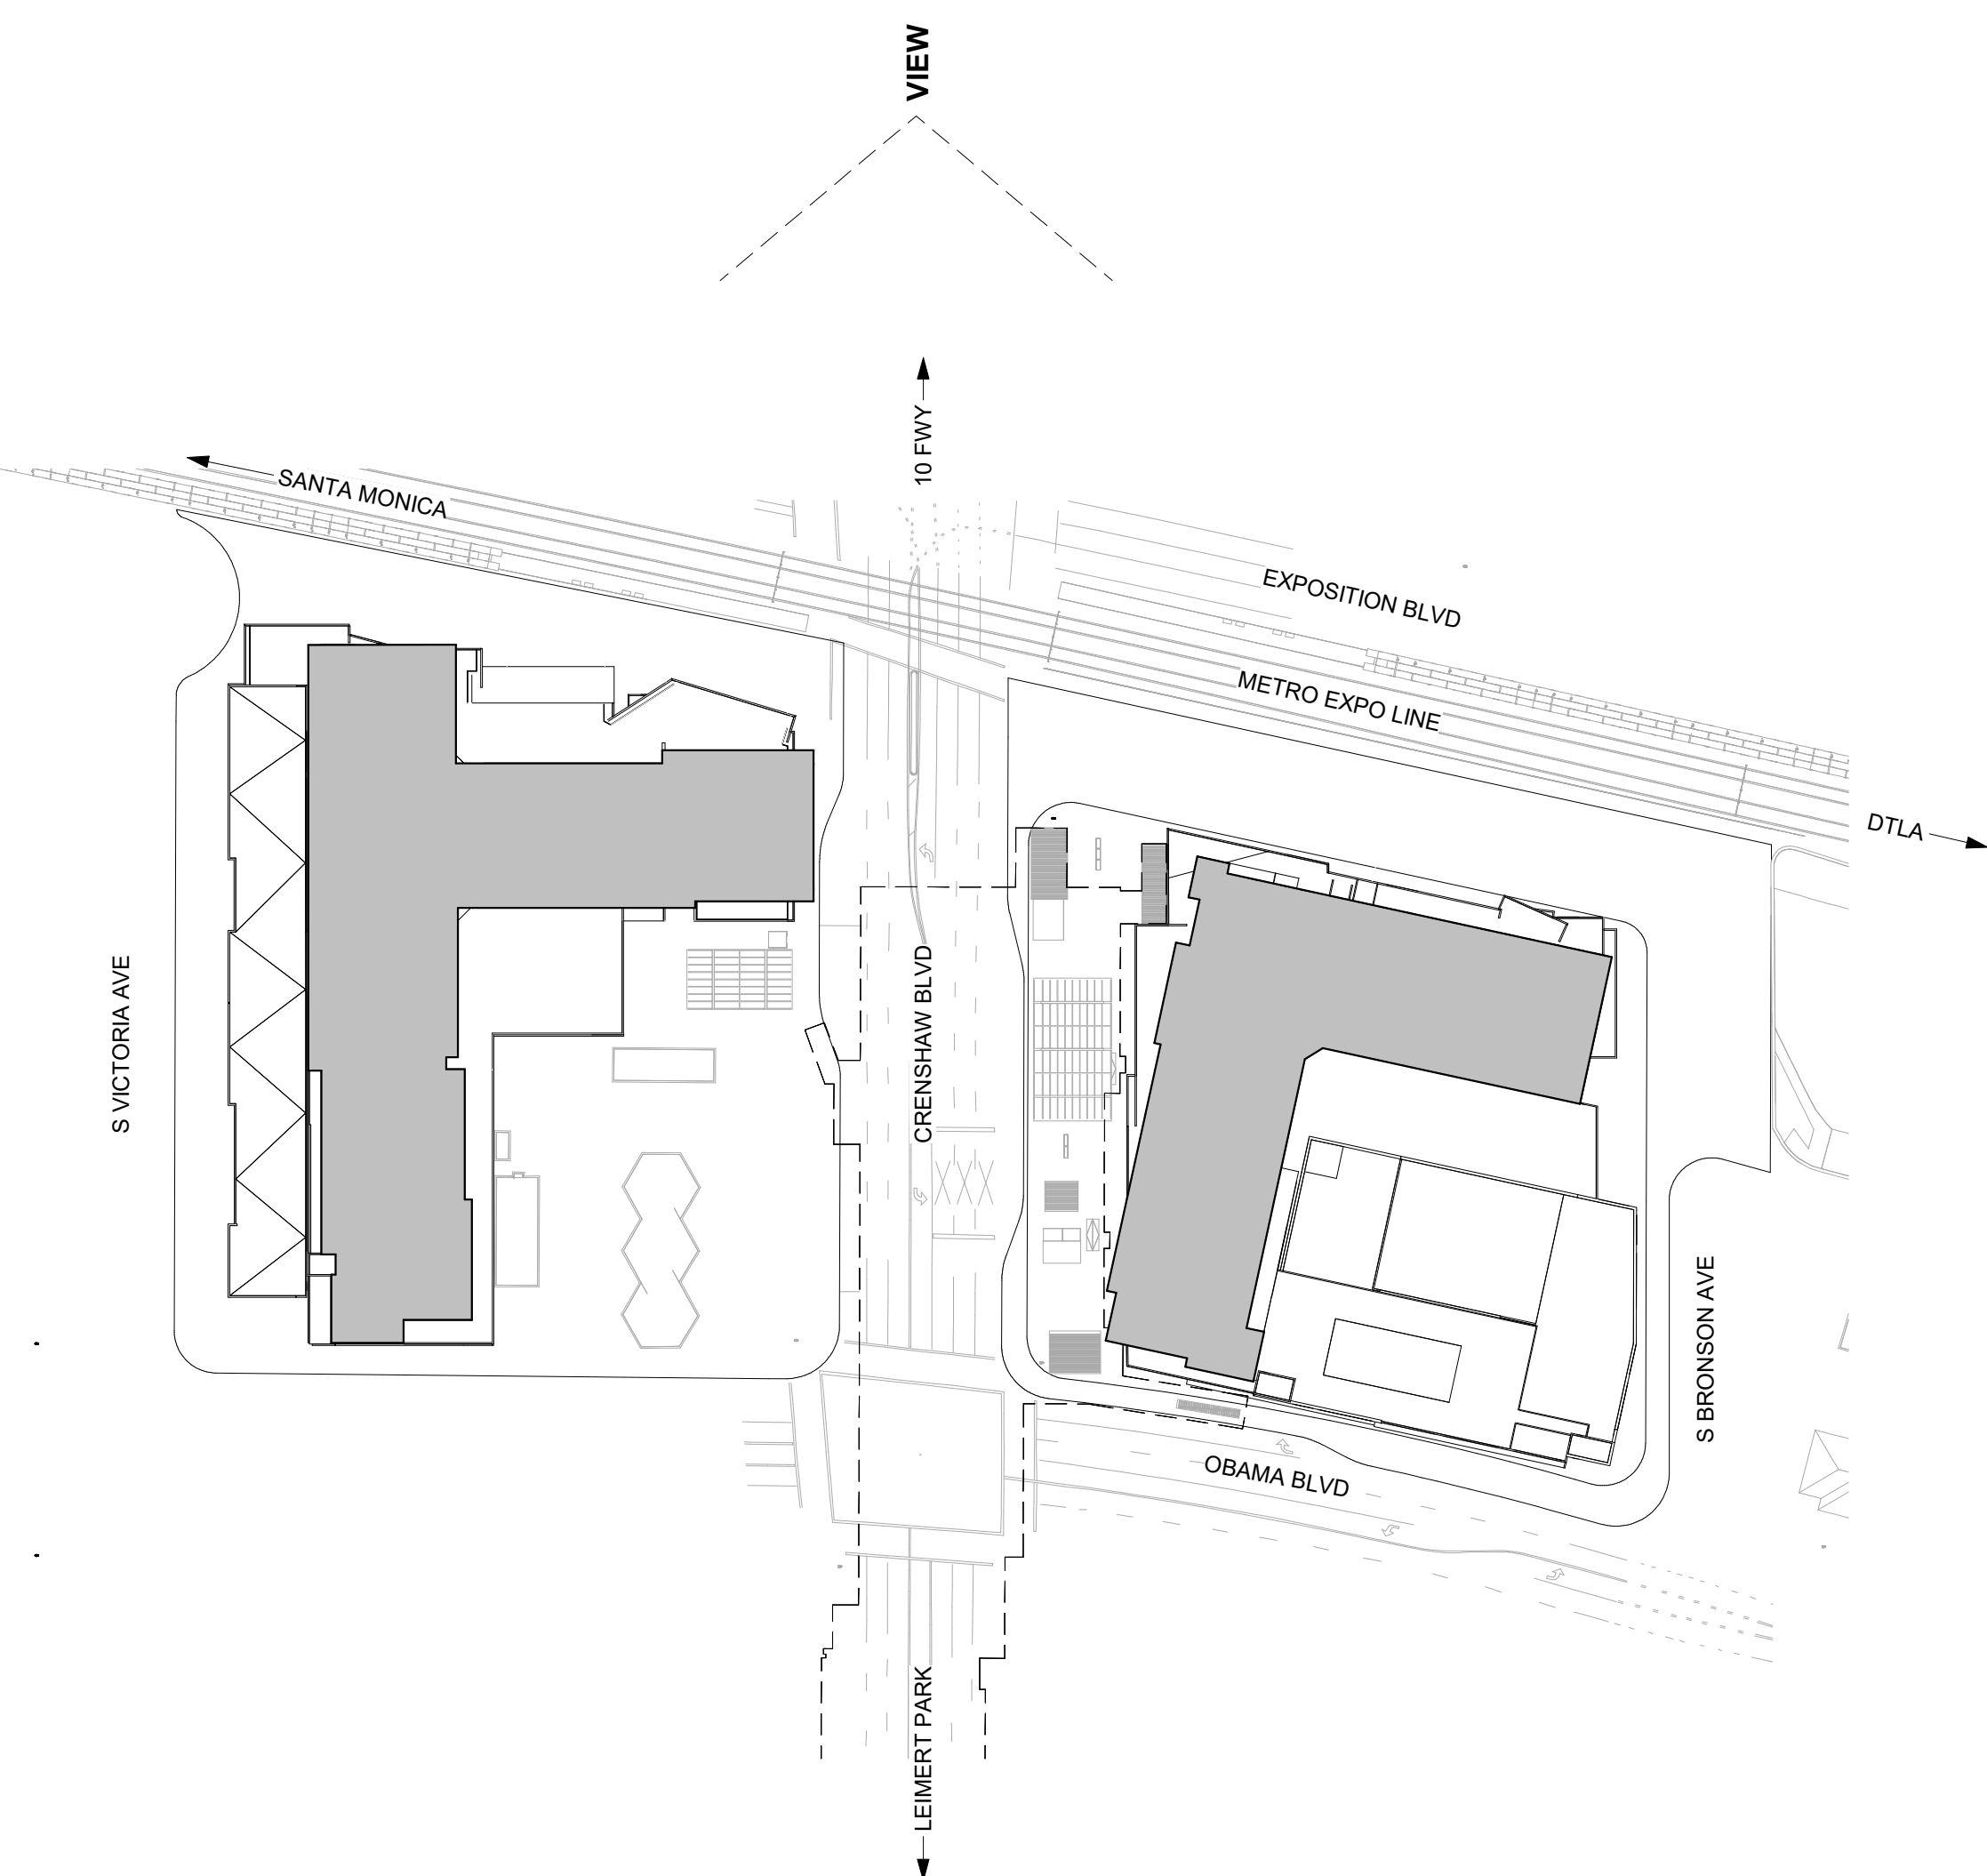 VIEW
10 FWY
SANTA MONICA
EXPOSITION BLVD
METRO EXPO LINE
DTLA
S VICTORIA AVE
CRENSHAW BLVD
S BRONSON AVE
OBAMA BLVD
LEIMERT PARK